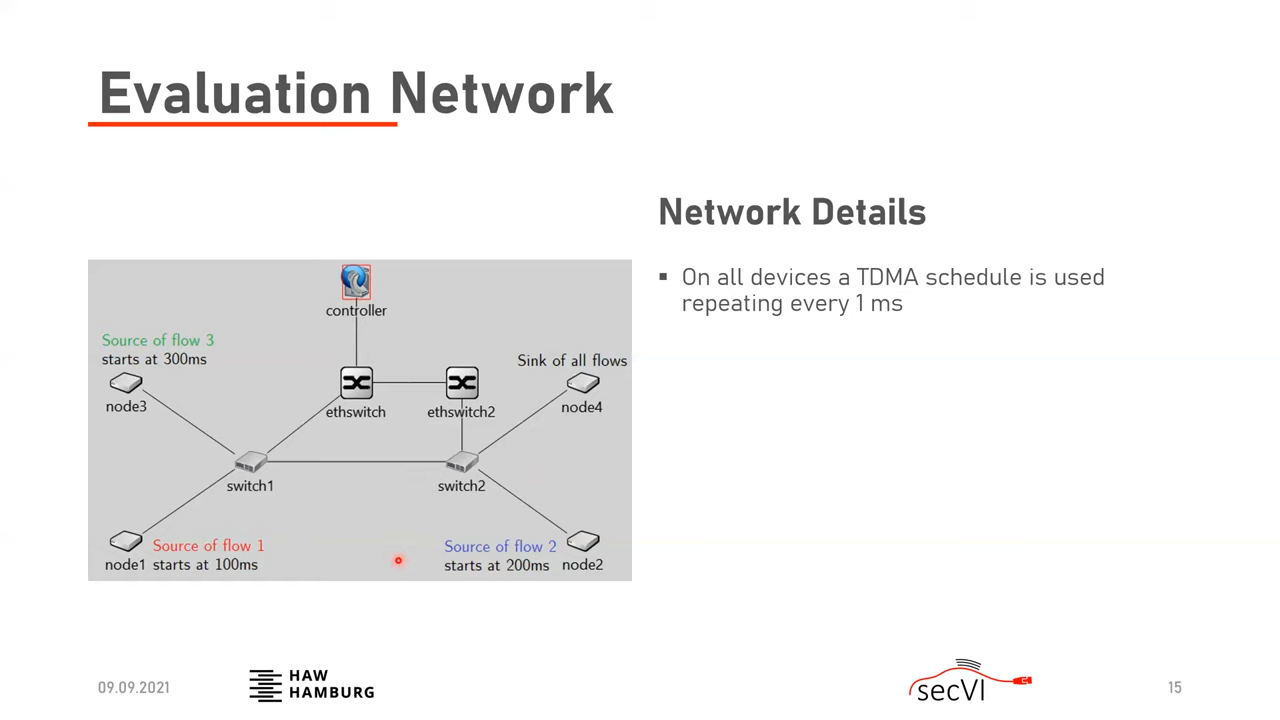 Evaluation Network
Network Details
▪ On all devices a TDMA schedule is used
repeating every 1 ms
controller
Source of flow 3
starts at 300ms
node3
ethswitch
ethswitch2
Sink of all flows
node4
switch1
switch2
node1
Source of flow 1
starts at 100ms
Source of flow 2
starts at 200ms
node2
09.09.2021
HAW
HAMBURG
secVI
15